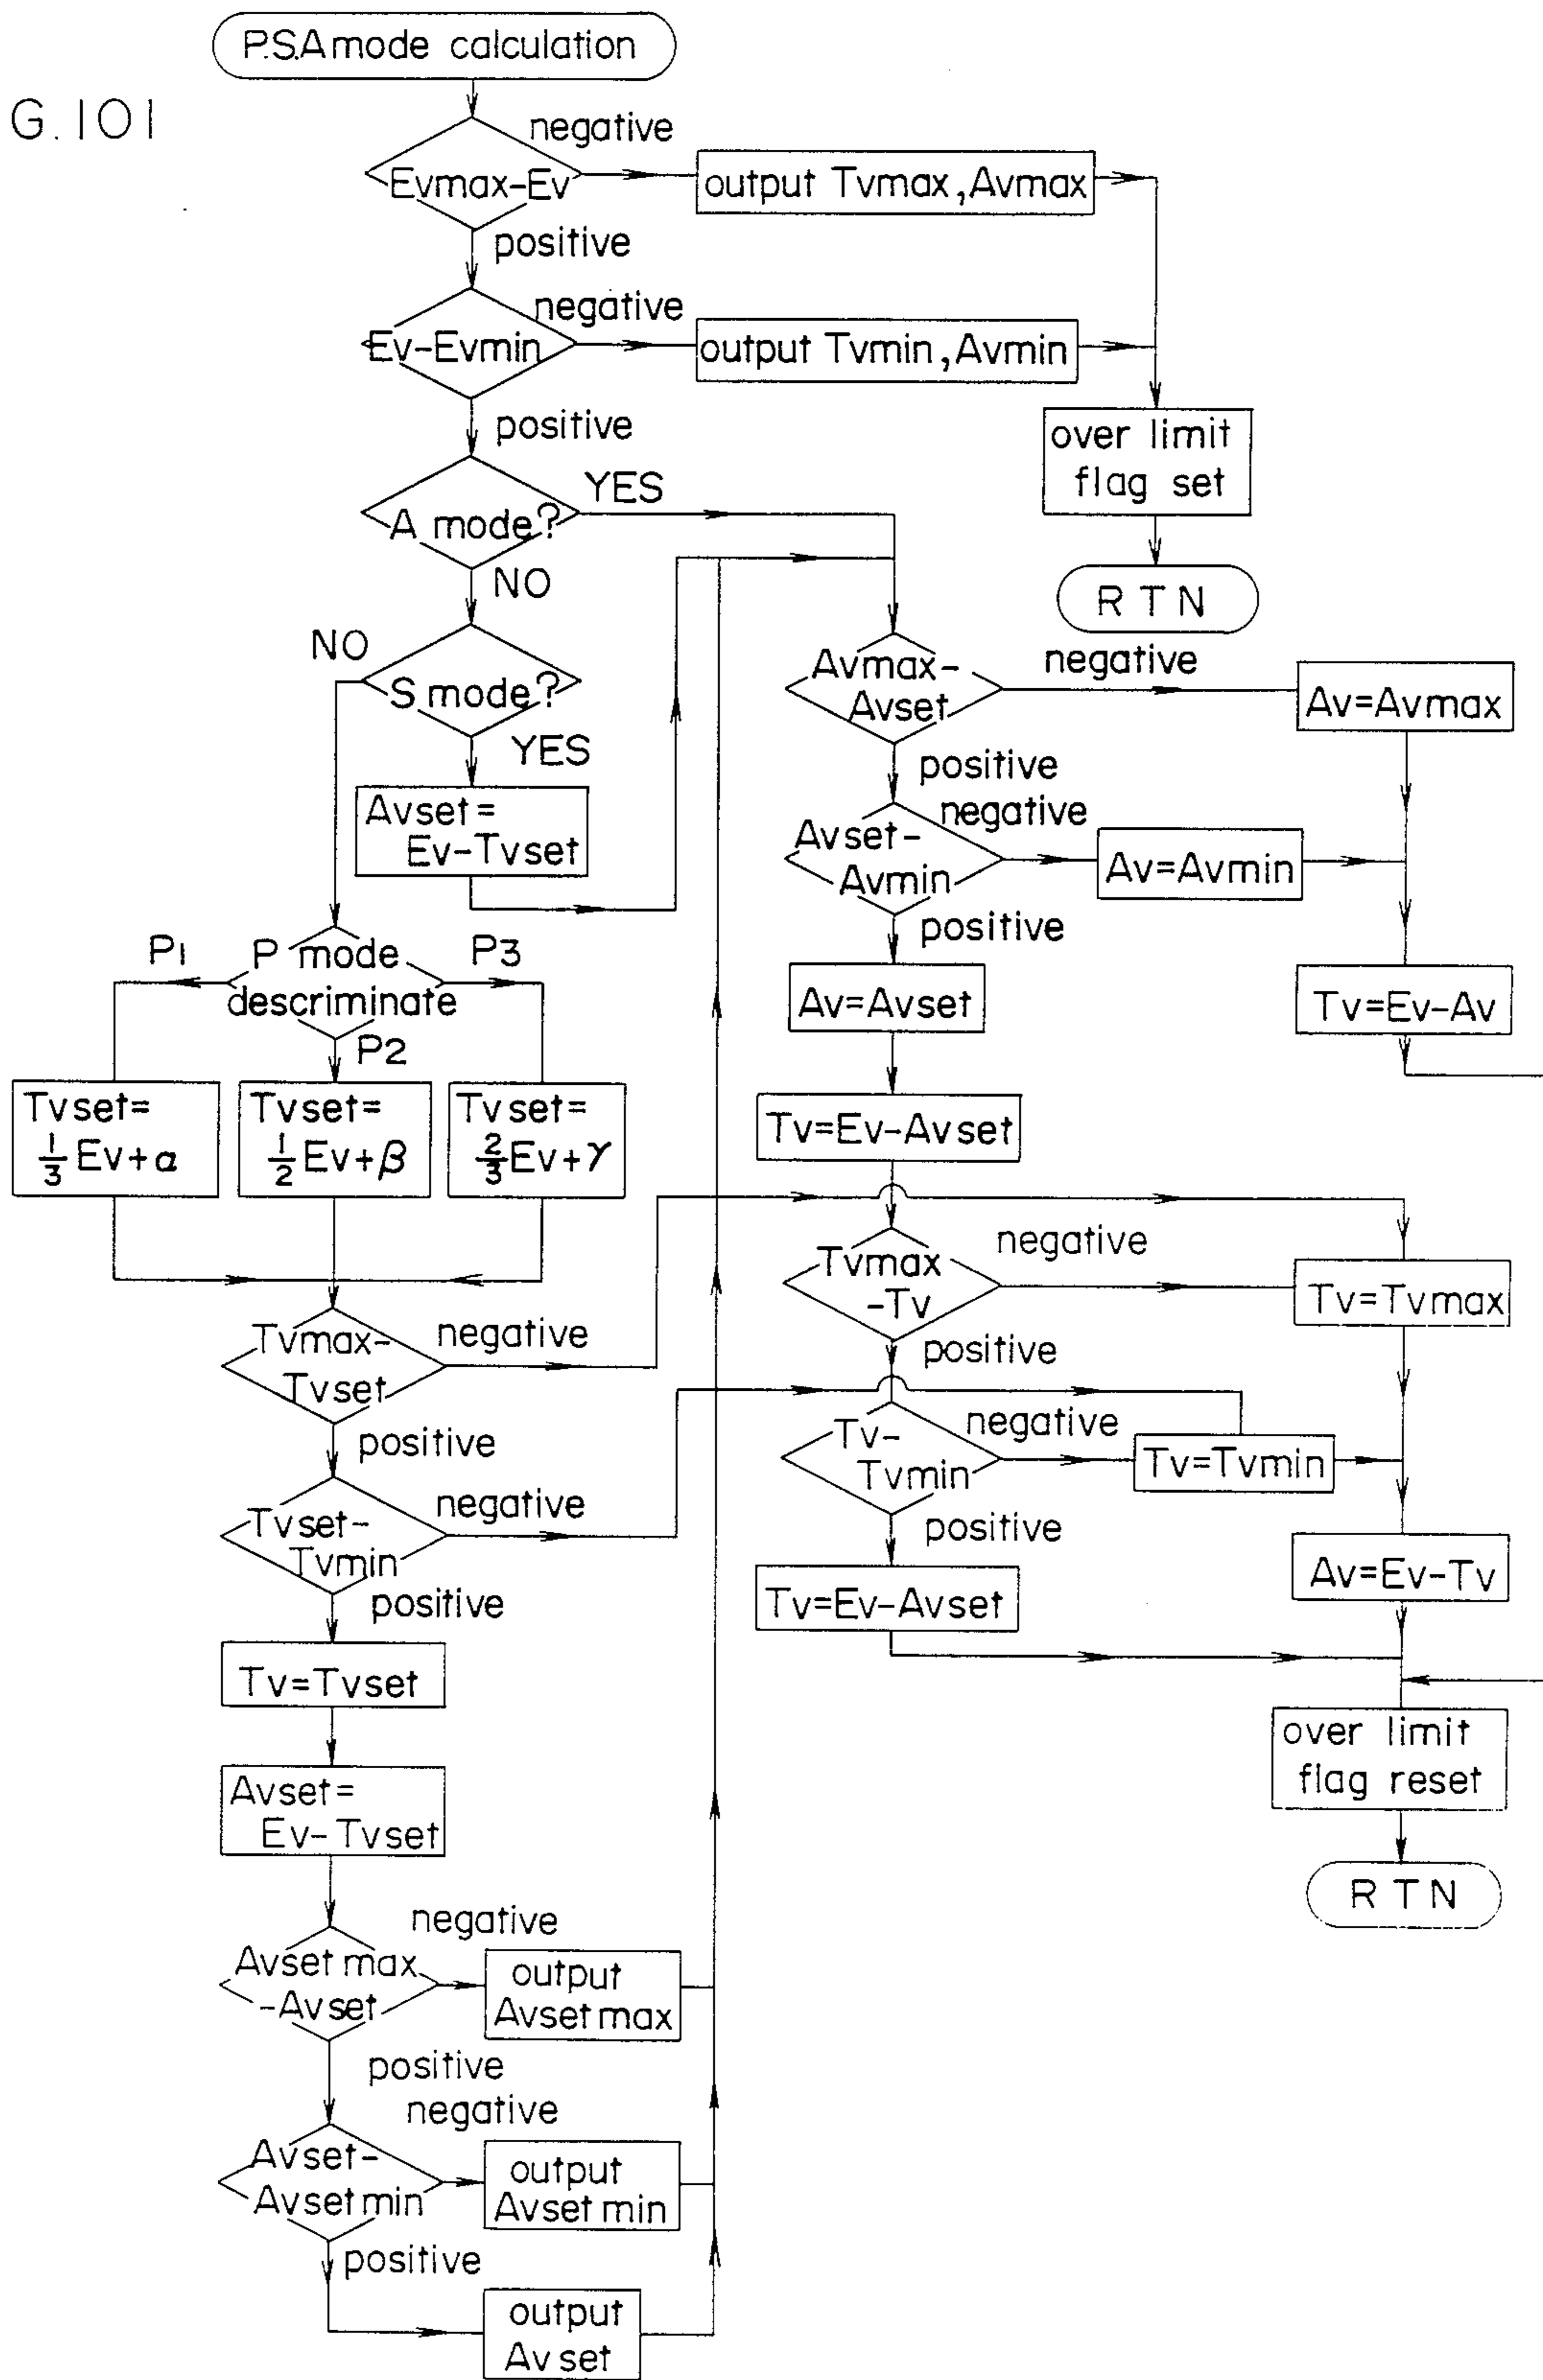 P.S.A mode calculation
G.101
negative
Evmax-Ev
output Tvmax,Avmax
positive
negative
Ev-Evmin
output Tvmin,Avmin
positive
over limit
flag set
YES
A mode?
NO
RTN
NO
S mode?
YES
Avset=
Ev-Tvset
Avmax-
Avset
negative
Av=Avmax
positive
negative
Avset-
Avmin
Av=Avmin
positive
Av=Avset
Tv=Ev-Av
P1
P mode
descriminate
P3
P2
Tvset=
1/3 Ev+α
Tvset=
1/2 Ev+β
Tvset=
2/3 Ev+γ
Tv=Ev-Avset
Tvmax
-Tv
negative
Tv=Tvmax
positive
Tvmax-
Tvset
negative
positive
Tv-
Tvmin
negative
Tv=Tvmin
positive
Tvset-
Tvmin
negative
positive
Tv=Ev-Avset
Av=Ev-Tv
Tv=Tvset
over limit
flag reset
Avset=
Ev-Tvset
RTN
negative
Avset max
-Avset
output
Avset max
positive
negative
Avset-
Avset min
output
Avset min
positive
output
Avset